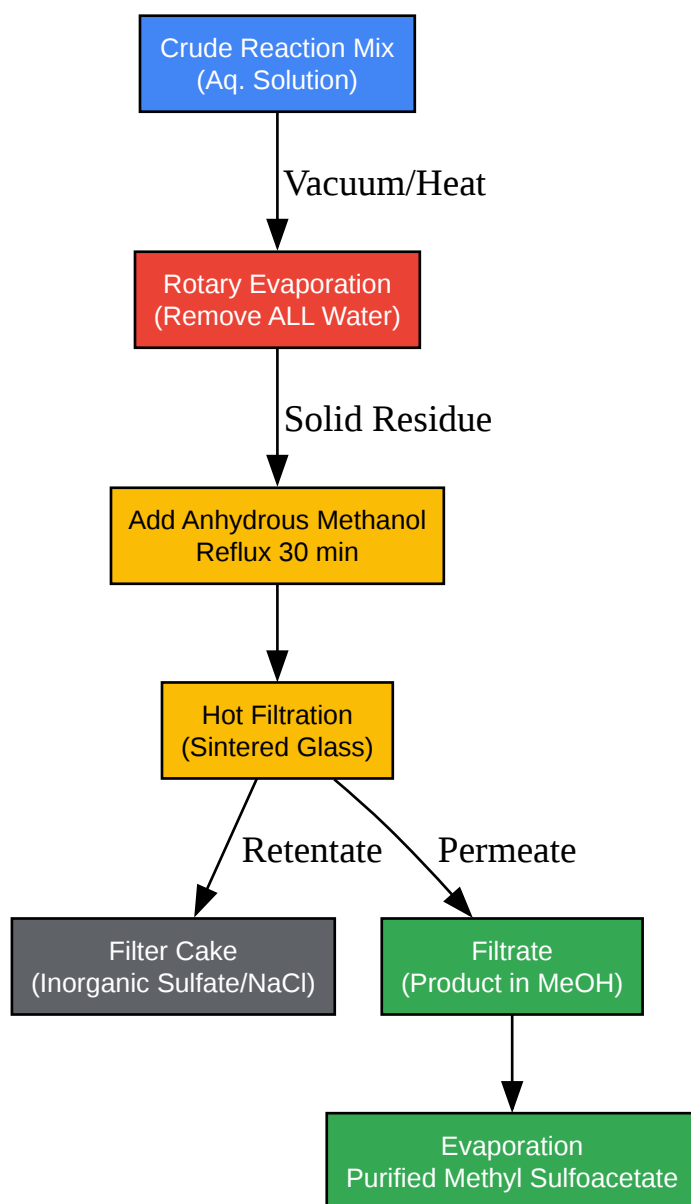 Crude Reaction Mix
(Aq. Solution)
Vacuum/Heat
Rotary Evaporation
(Remove ALL Water)
Solid Residue
Add Anhydrous Methanol
Reflux 30 min
Hot Filtration
(Sintered Glass)
Retentate
Permeate
Filter Cake
(Inorganic Sulfate/NaCl)
Filtrate
(Product in MeOH)
Evaporation
Purified Methyl Sulfoacetate